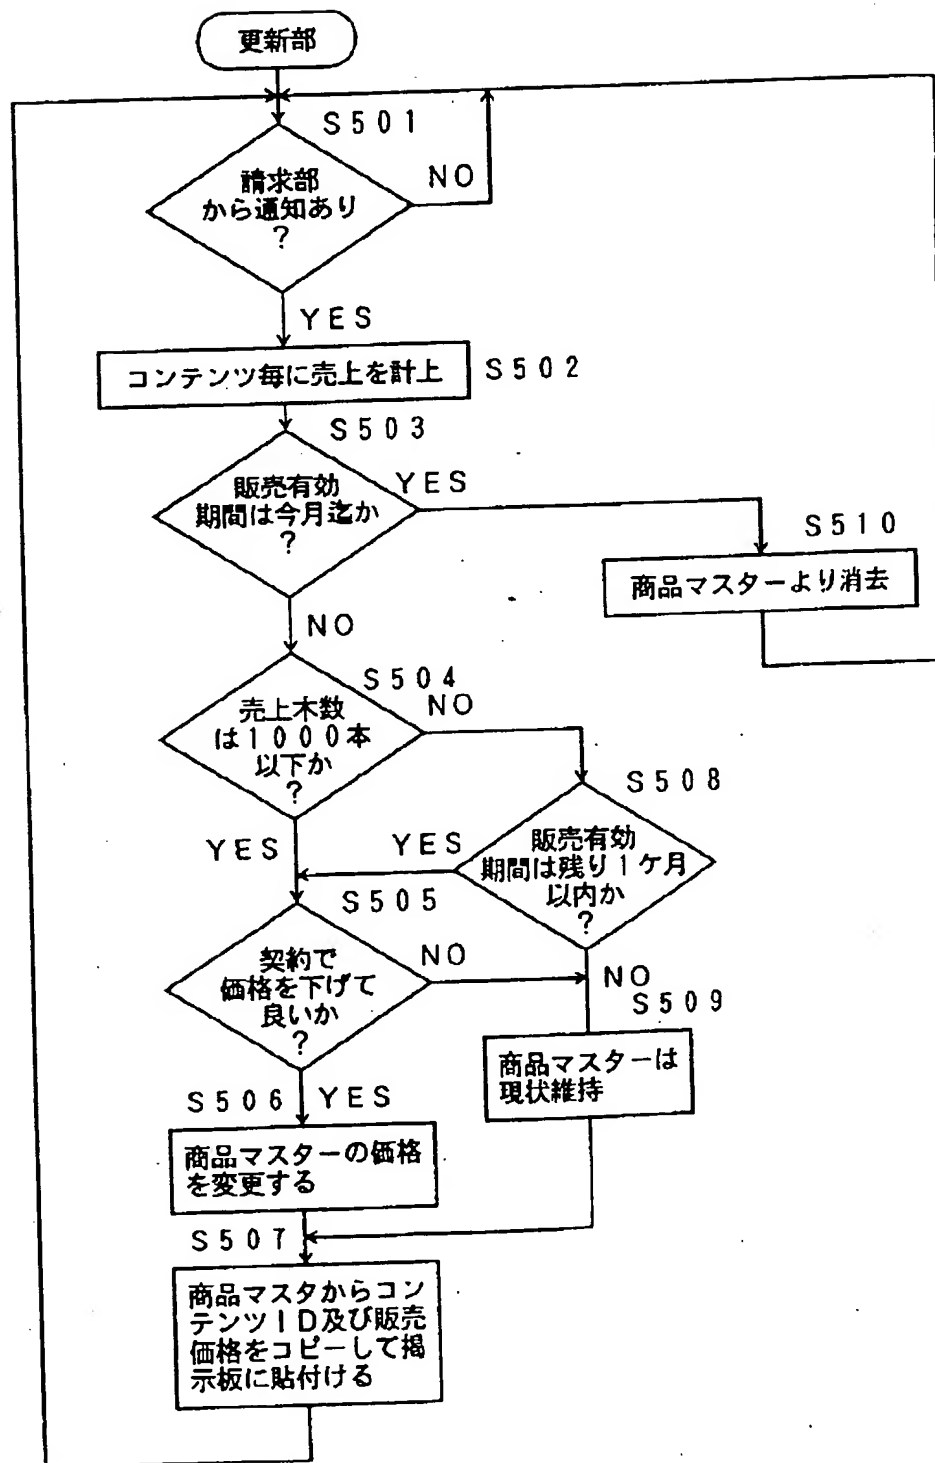 更新部
S501
請求部
から通知あり
?
NO
YES
コンテンツ毎に売上を計上
S502
S503
販売有効
期間は今月迄か
?
YES
S510
商品マスターより消去
NO
S504
売上本数
は1000本
以下か
?
NO
S508
販売有効
期間は残り1ケ月
以内か
?
YES
YES
S505
契約で
価格を下げて
良いか
?
NO
NO
S509
商品マスターは
現状維持
S506
YES
商品マスターの価格
を変更する
S507
商品マスタからコン
テンツID及び販売
価格をコピーして掲
示板に貼付ける